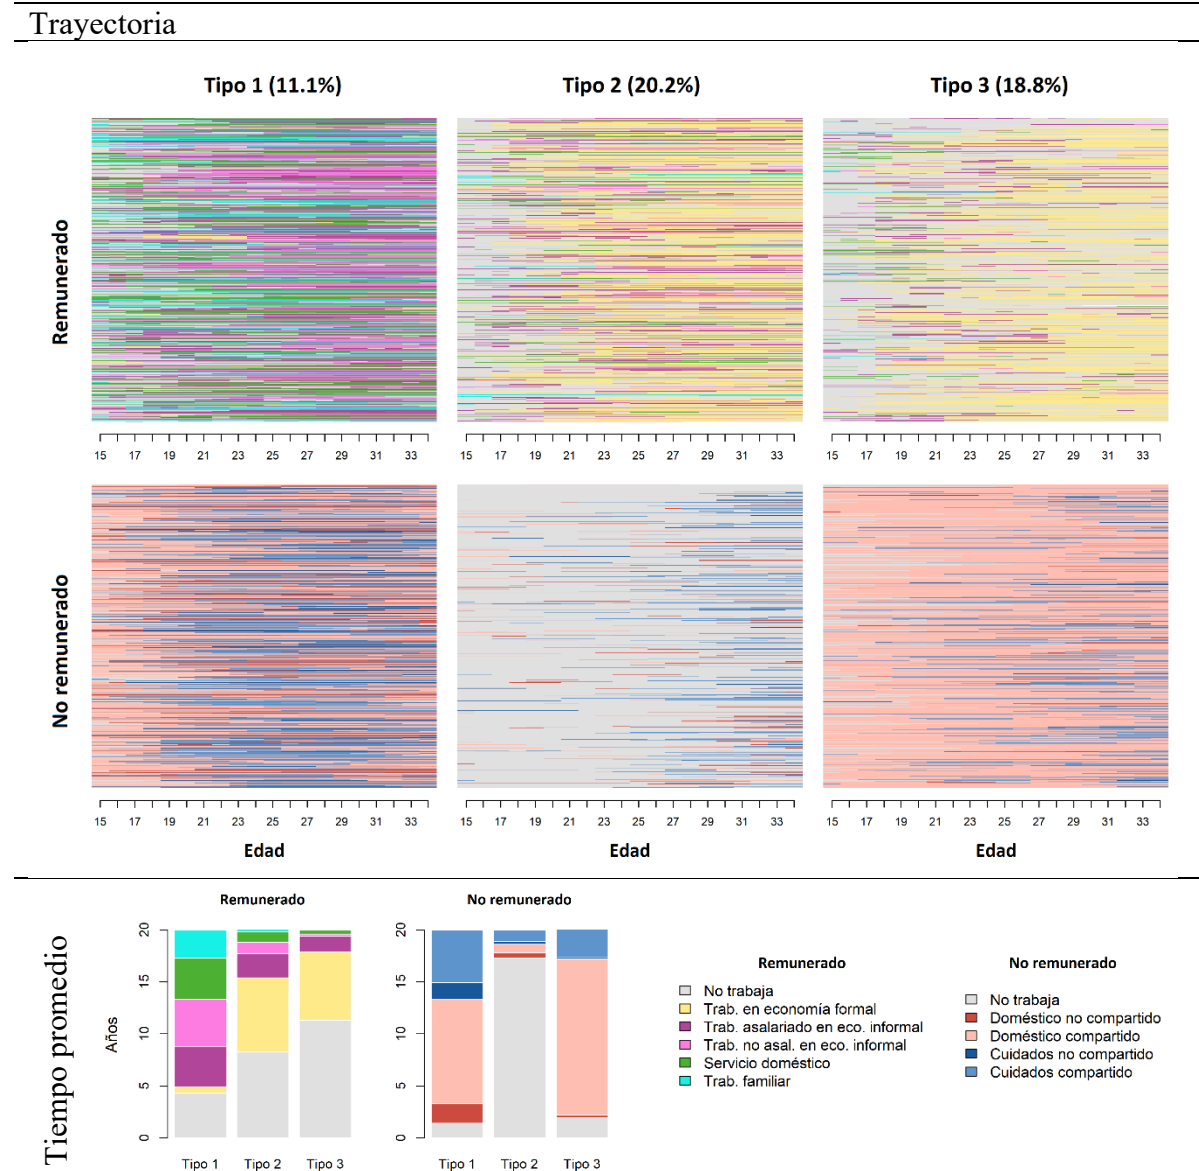 Trayectoria
Tipo 1 (11.1%) Tipo 2 (20.2%) Tipo 3 (18.8%)
Remunerado
15 17 19 21 23 25 27 29 31 33 15 17 19 21 23 25 27 29 31 33 15 17 19 21 23 25 27 29 31 33
No remunerado
15 17 19 21 23 25 27 29 31 33 15 17 19 21 23 25 27 29 31 33 15 17 19 21 23 25 27 29 31 33
Edad Edad Edad
Tiempo promedio
Remunerado
Años
20
15
10
5
0
Tipo 1 Tipo 2 Tipo 3
No remunerado
20
15
10
5
0
Tipo 1 Tipo 2 Tipo 3
Remunerado
No trabaja
Trab. en economía formal
Trab. asalariado en eco. informal
Trab. no asal. en eco. informal
Servicio doméstico
Trab. familiar
No remunerado
No trabaja
Doméstico no compartido
Doméstico compartido
Cuidados no compartido
Cuidados compartido